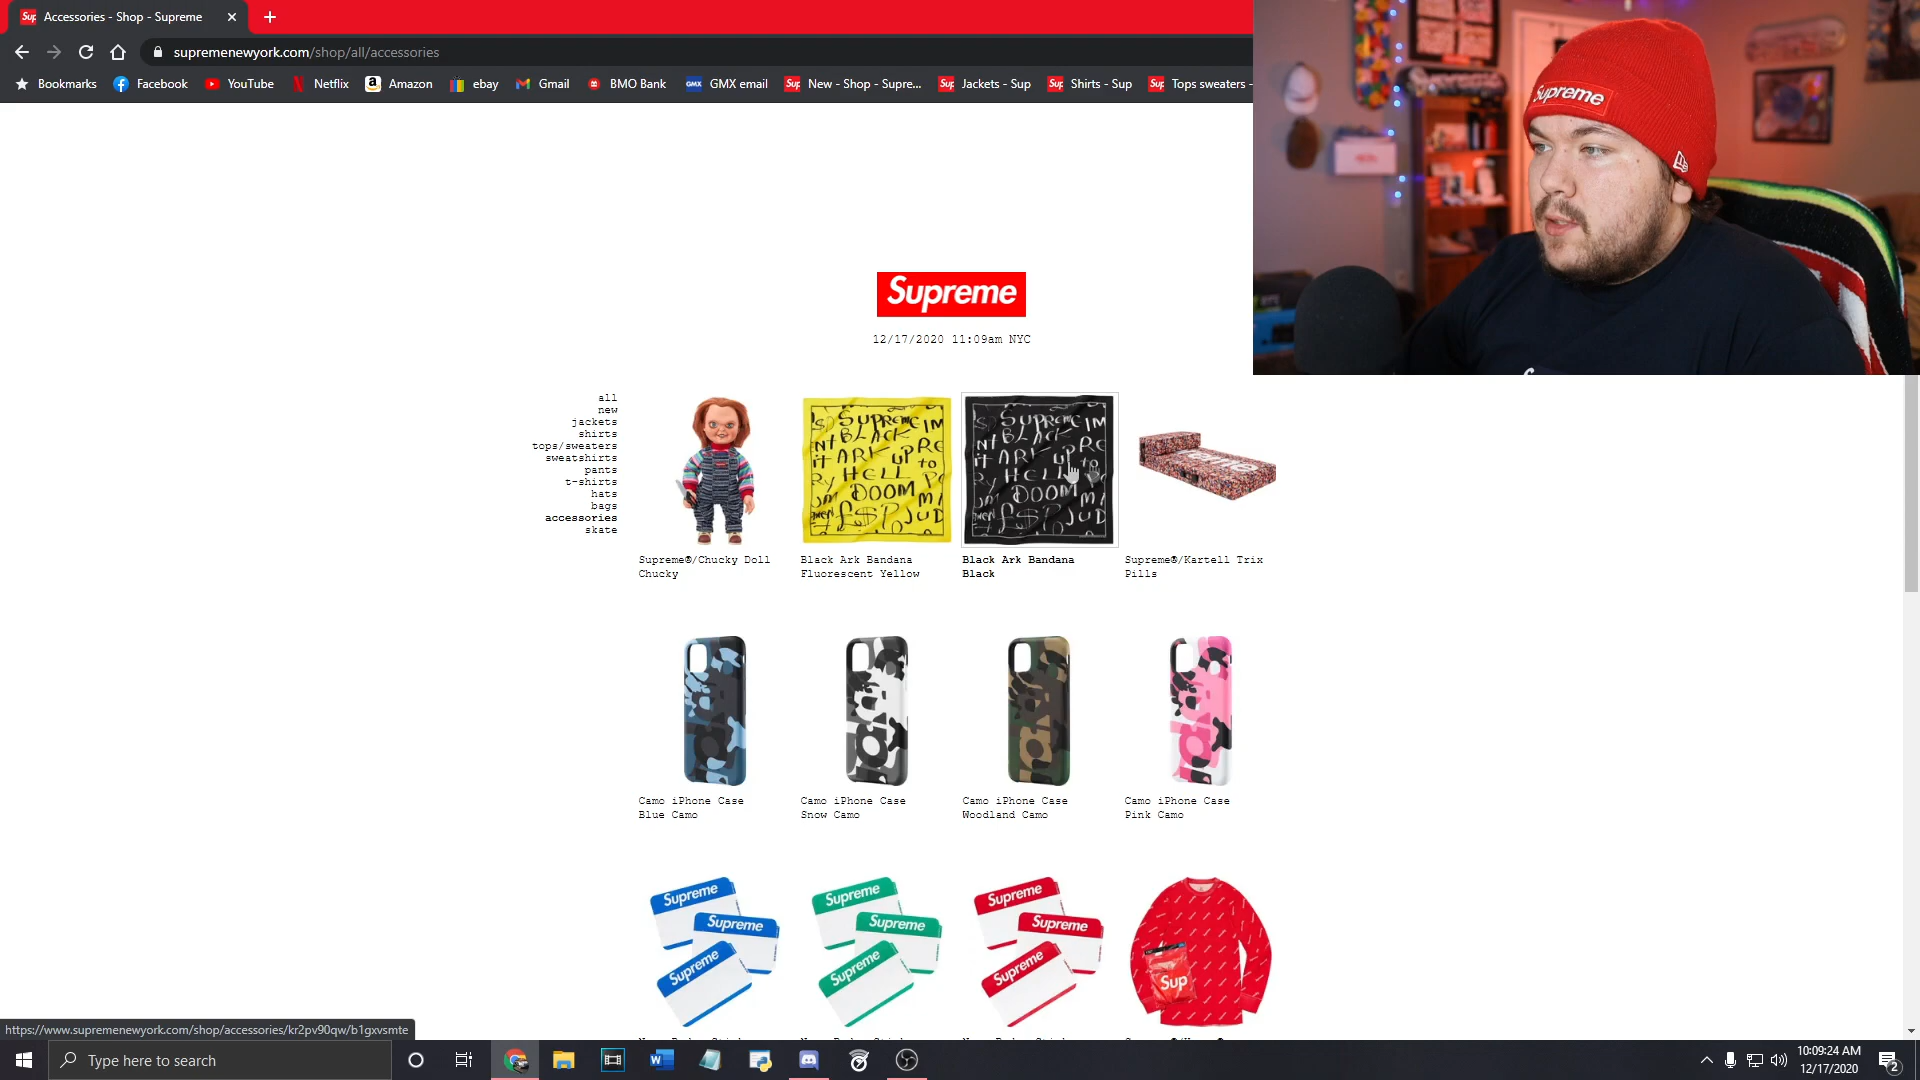 Accessories - Shop - Supreme
supremenewyork.com/shop/all/accessories
Bookmarks Facebook YouTube Netflix Amazon ebay Gmail BMO Bank GMX email New - Shop - Supre... Jackets - Sup Shirts - Sup Tops sweaters -
Supreme
Supreme
12/17/2020 11:09am NYC
all
new
jackets
shirts
tops/sweaters
sweatshirts
pants
t-shirts
hats
bags
accessories
skate
Supreme®/Chucky Doll
Chucky
Black Ark Bandana
Fluorescent Yellow
Black Ark Bandana
Black
Supreme®/Kartell Trix
Pills
Camo iPhone Case
Blue Camo
Camo iPhone Case
Snow Camo
Camo iPhone Case
Woodland Camo
Camo iPhone Case
Pink Camo
Supreme Supreme Supreme
Supreme Supreme Supreme
Supreme Supreme Supreme
Sup
https://www.supremenewyork.com/shop/accessories/kr2pv90qw/b1gxvsmte
Type here to search
10:09:24 AM
12/17/2020
2